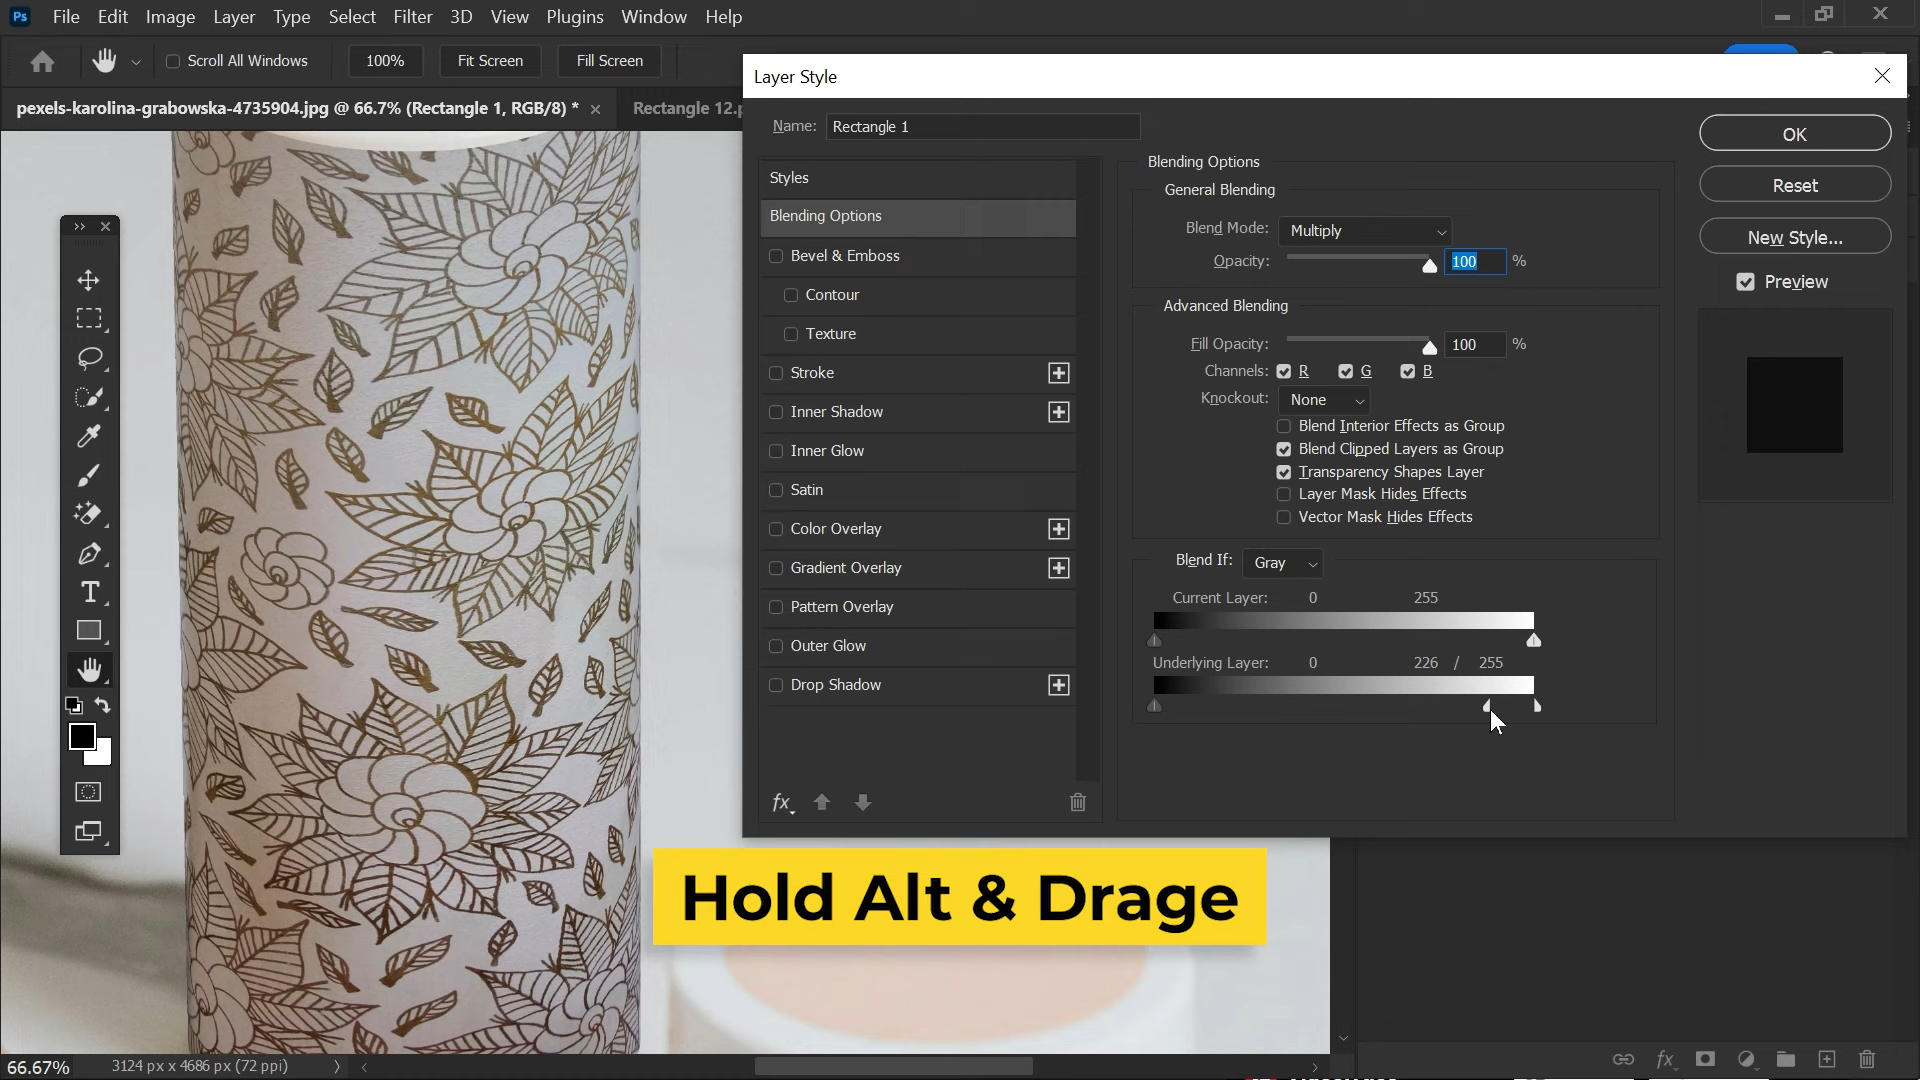 Ps File Edit Image Layer Type Select Filter 3D View Plugins Window Help
Scroll All Windows 100% Fit Screen Fill Screen
pexels-karolina-grabowska-4735904.jpg @ 66.7% (Rectangle 1, RGB/8) * × Rectangle 12.p
Layer Style
Name: Rectangle 1
Styles
Blending Options
Bevel & Emboss
Contour
Texture
Stroke
Inner Shadow
Inner Glow
Satin
Color Overlay
Gradient Overlay
Pattern Overlay
Outer Glow
Drop Shadow
fx
Blending Options
General Blending
Blend Mode: Multiply
Opacity: 100 %
Advanced Blending
Fill Opacity: 100 %
Channels: R G B
Knockout: None
Blend Interior Effects as Group
Blend Clipped Layers as Group
Transparency Shapes Layer
Layer Mask Hides Effects
Vector Mask Hides Effects
Blend If: Gray
Current Layer: 0 255
Underlying Layer: 0 226 / 255
OK
Reset
New Style...
Preview
T
Hold Alt & Drage
66.67% 3124 px x 4686 px (72 ppi)
fx